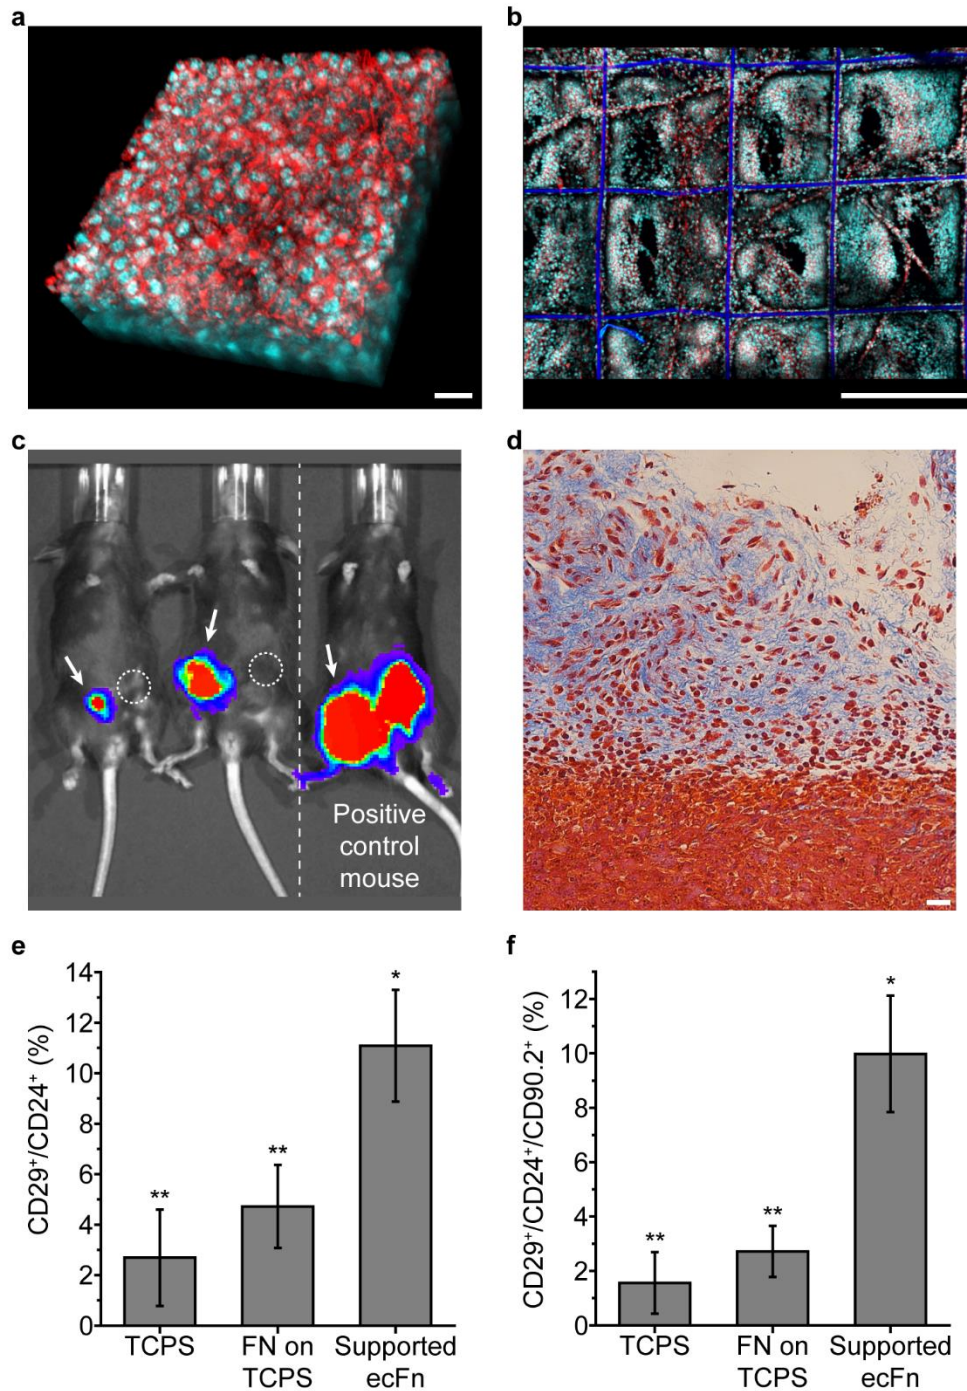 a
b
c
d
Positive
control
mouse
e
CD29⁺/CD24⁺ (%)
14
12
10
8
6
4
2
0
**
**
*
TCPS
FN on
TCPS
Supported
ecFn
f
CD29⁺/CD24⁺/CD90.2⁺ (%)
12
10
8
6
4
2
0
**
**
*
TCPS
FN on
TCPS
Supported
ecFn